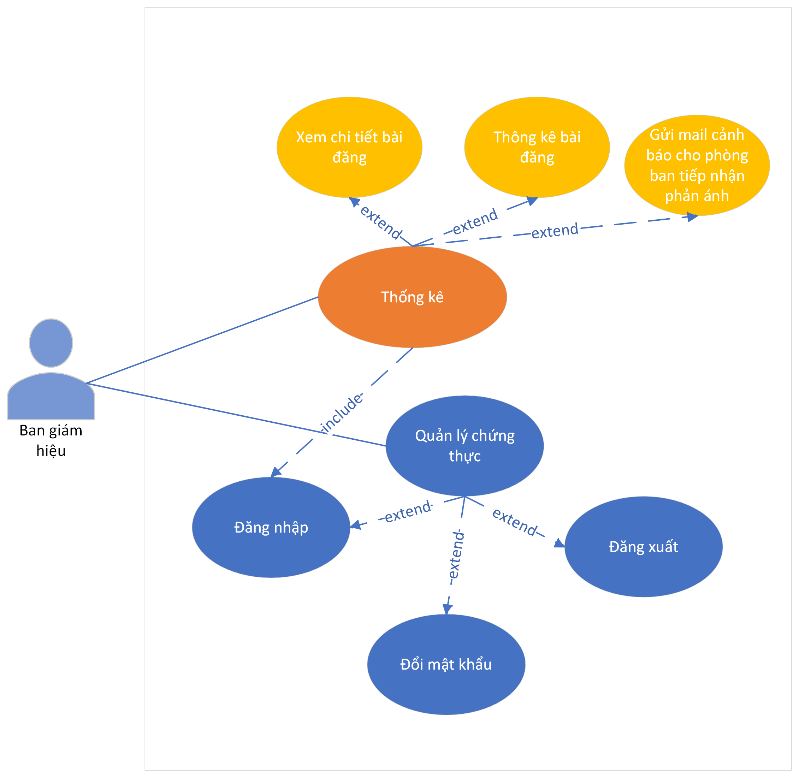 Xem chi tiết bài
đăng
Thông kê bài
đăng
Gửi mail cảnh
báo cho phòng
ban tiếp nhận
phản ánh
extend
extend
extend
Thống kê
include
Ban giám
hiệu
Quản lý chứng
thực
extend
extend
extend
Đăng nhập
Đăng xuất
Đổi mật khẩu